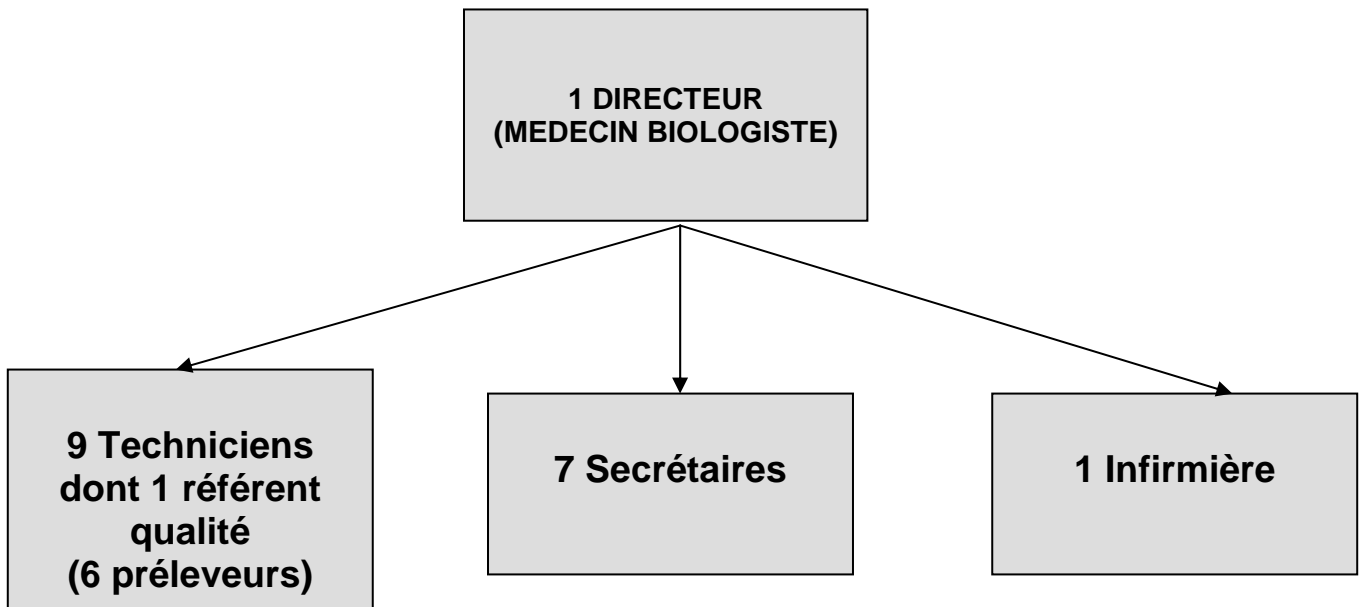 1 DIRECTEUR
(MEDECIN BIOLOGISTE)
9 Techniciens
dont 1 référent
qualité
(6 préleveurs)
7 Secrétaires
1 Infirmière